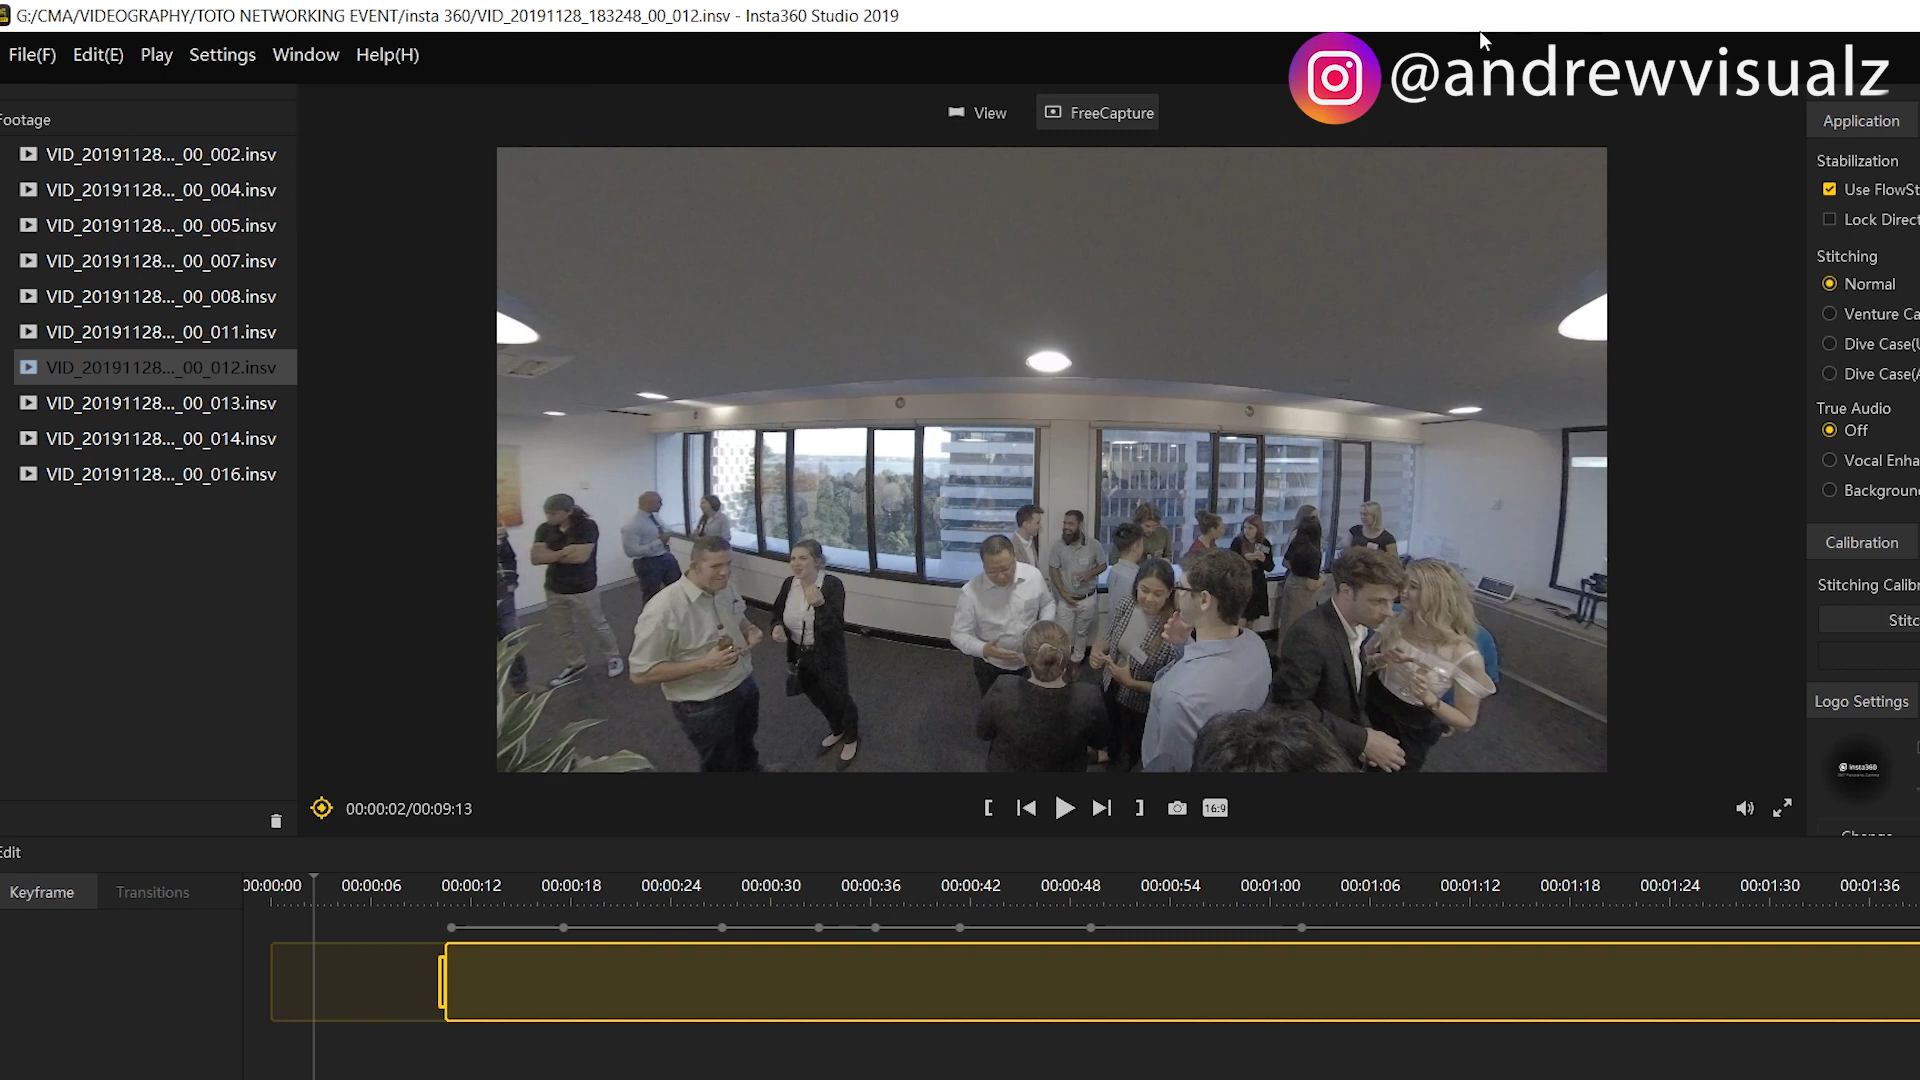 G:/CMA/VIDEOGRAPHY/TOTO NETWORKING EVENT/insta 360/VID_20191128_183248_00_012.insv - Insta360 Studio 2019
File(F) Edit(E) Play Settings Window Help(H)
@andrewvisualz
View FreeCapture
Footage
VID_20191128..._00_002.insv
VID_20191128..._00_004.insv
VID_20191128..._00_005.insv
VID_20191128..._00_007.insv
VID_20191128..._00_008.insv
VID_20191128..._00_011.insv
VID_20191128..._00_012.insv
VID_20191128..._00_013.insv
VID_20191128..._00_014.insv
VID_20191128..._00_016.insv
Application
Stabilization
Use FlowSt
Lock Direct
Stitching
Normal
Venture Ca
Dive Case(U
Dive Case(A
True Audio
Off
Vocal Enha
Background
Calibration
Stitching Calibr
Stitc
Logo Settings
Insta360
Change
00:00:02/00:09:13
16:9
Edit
Keyframe Transitions
00:00:00 00:00:06 00:00:12 00:00:18 00:00:24 00:00:30 00:00:36 00:00:42 00:00:48 00:00:54 00:01:00 00:01:06 00:01:12 00:01:18 00:01:24 00:01:30 00:01:36